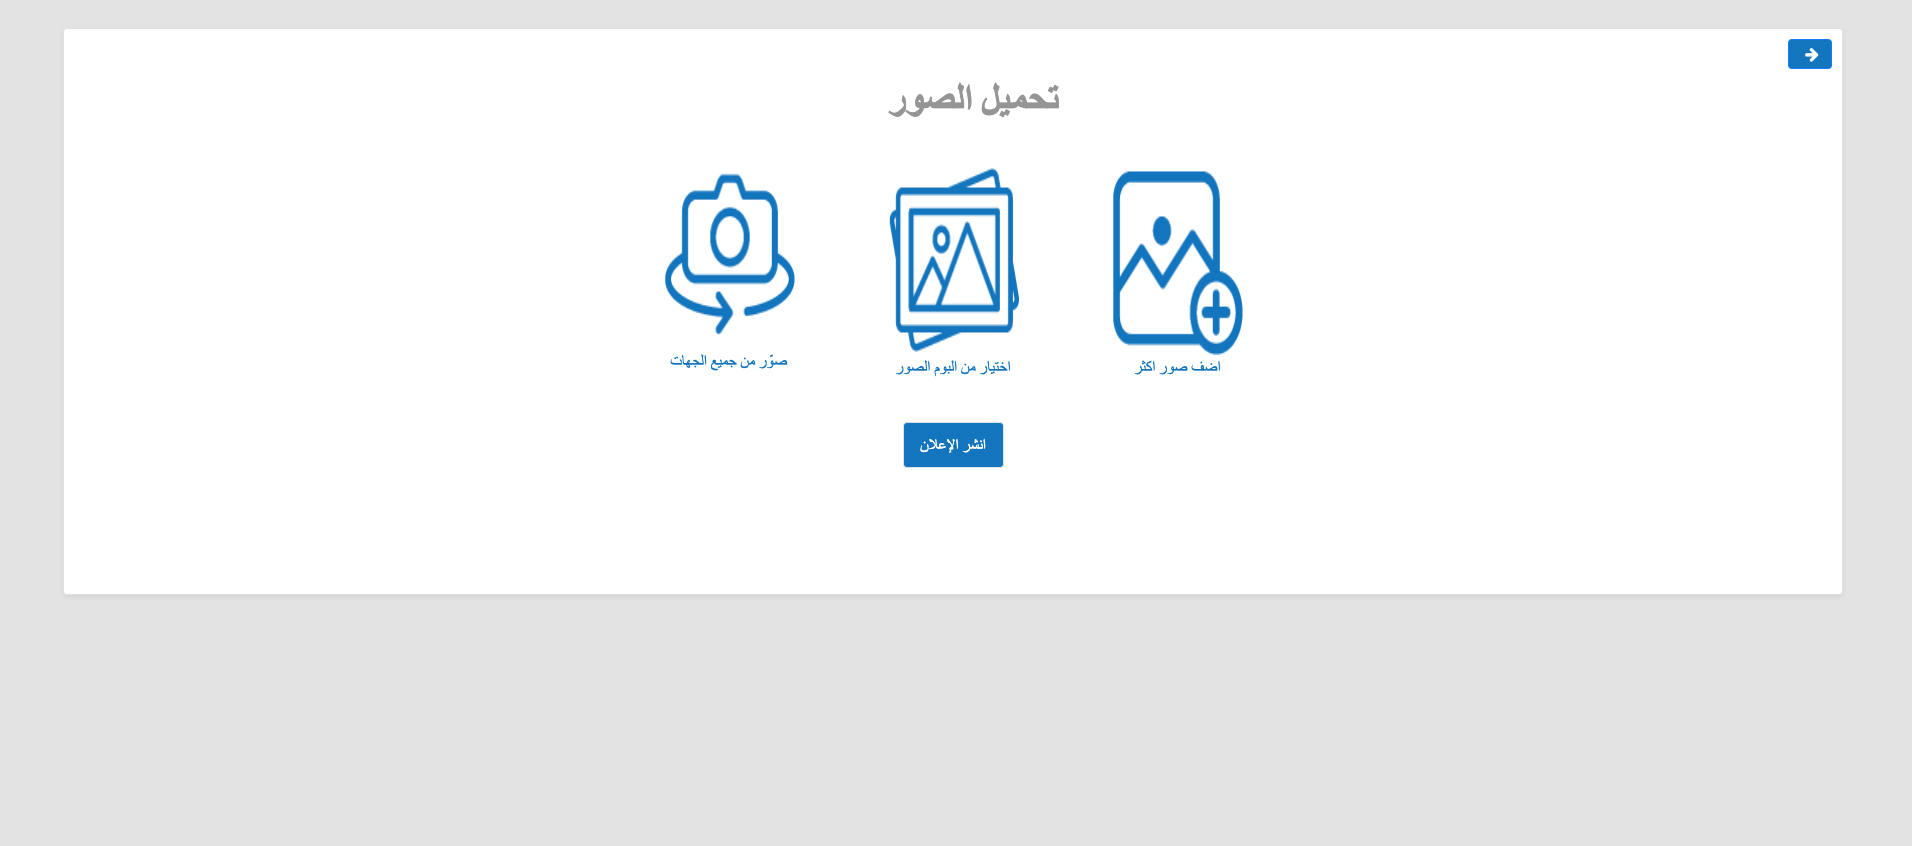 تحميل الصور
اضف صور اكثر
اختيار من البوم الصور
صوّر من جميع الجهات
انشر الإعلان